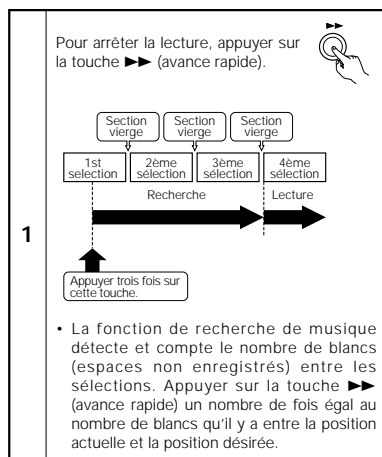 ►►
Pour arrêter la lecture, appuyer sur
la touche ►► (avance rapide).
Section
vierge
Section
vierge
Section
vierge
1st
selection
2ème
sélection
3ème
sélection
4ème
sélection
Recherche
Lecture
1
Appuyer trois fois sur
cette touche.
• La fonction de recherche de musique
détecte et compte le nombre de blancs
(espaces non enregistrés) entre les
sélections. Appuyer sur la touche ►►
(avance rapide) un nombre de fois égal au
nombre de blancs qu'il y a entre la position
actuelle et la position désirée.